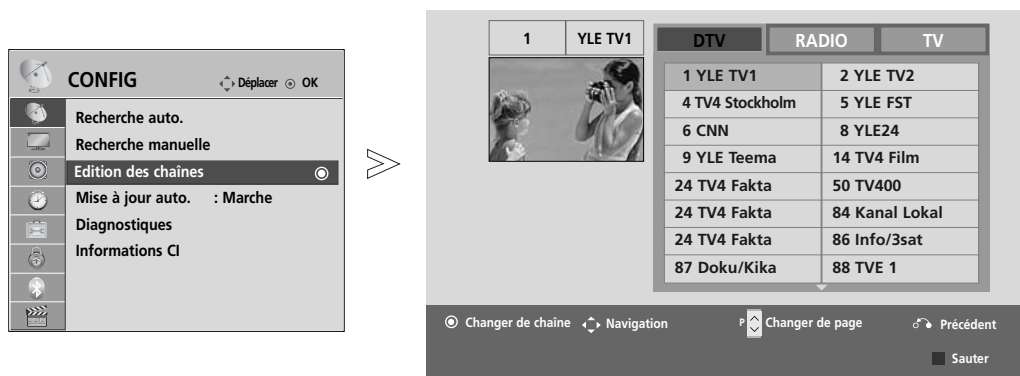 CONFIG
Déplacer OK
Recherche auto.
Recherche manuelle
Edition des chaînes
Mise à jour auto. : Marche
Diagnostiques
Informations CI
1 YLE TV1
DTV RADIO TV
1 YLE TV1 2 YLE TV2
4 TV4 Stockholm 5 YLE FST
6 CNN 8 YLE24
9 YLE Teema 14 TV4 Film
24 TV4 Fakta 50 TV400
24 TV4 Fakta 84 Kanal Lokal
24 TV4 Fakta 86 Info/3sat
87 Doku/Kika 88 TVE 1
Changer de chaîne Navigation P Changer de page Précédent
Sauter